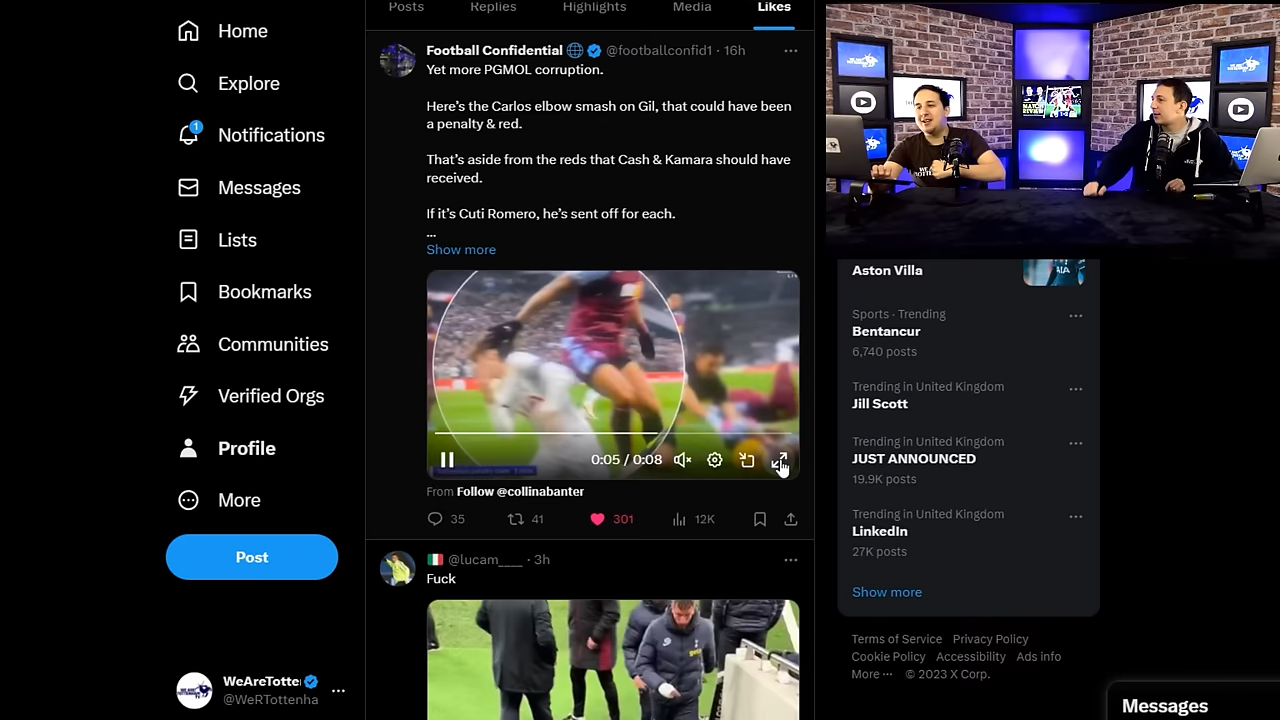 Home
Explore
1
Notifications
Messages
Lists
Bookmarks
Communities
Verified Orgs
Profile
More
Post
WeAreTotte
@WeRTottenha
Posts Replies Highlights Media Likes
Football Confidential @footballconfid1 · 16h
Yet more PGMOL corruption.
Here's the Carlos elbow smash on Gil, that could have been
a penalty & red.
That's aside from the reds that Cash & Kamara should have
received.
If it's Cuti Romero, he's sent off for each.
...
Show more
0:05 / 0:08
From Follow @collinabanter
35 41 301 12K
@lucam____ · 3h
Fuck
Aston Villa
Sports · Trending
Bentancur
6,740 posts
Trending in United Kingdom
Jill Scott
Trending in United Kingdom
JUST ANNOUNCED
19.9K posts
Trending in United Kingdom
LinkedIn
27K posts
Show more
Terms of Service Privacy Policy
Cookie Policy Accessibility Ads info
More ··· © 2023 X Corp.
Messages